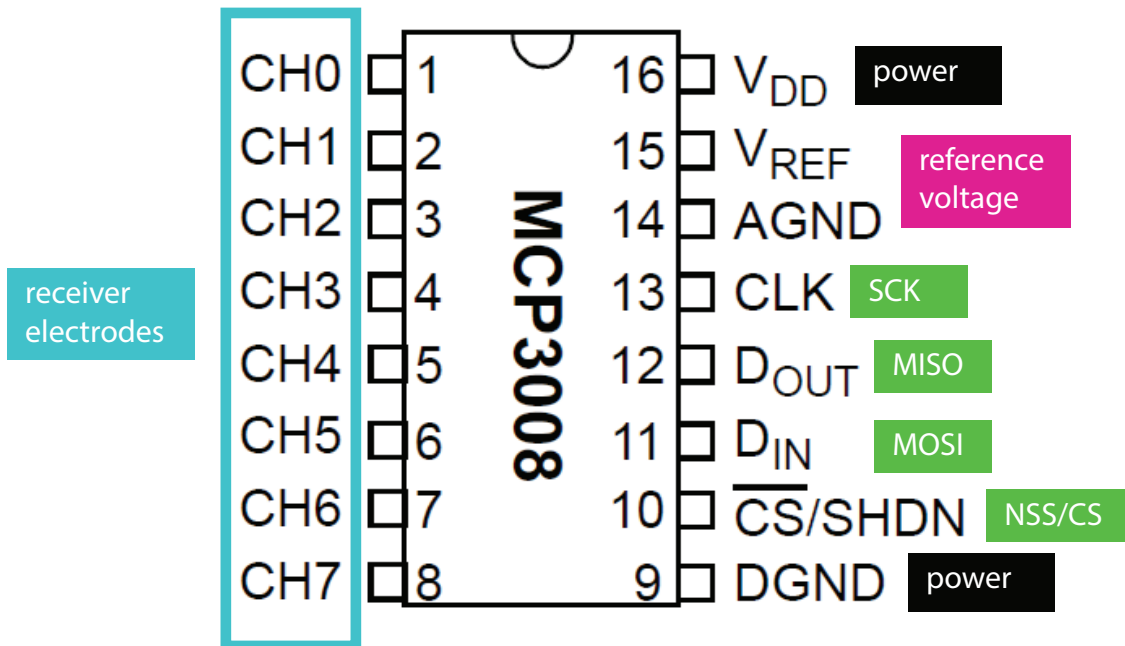 CH0 1 16 VDD power
CH1 2 15 VREF reference
voltage
CH2 3 14 AGND
receiver
electrodes
CH3 4 13 CLK SCK
CH4 5 12 DOUT MISO
CH5 6 11 DIN MOSI
CH6 7 10 C̅S̅/SHDN NSS/CS
CH7 8 9 DGND power
MCP3008